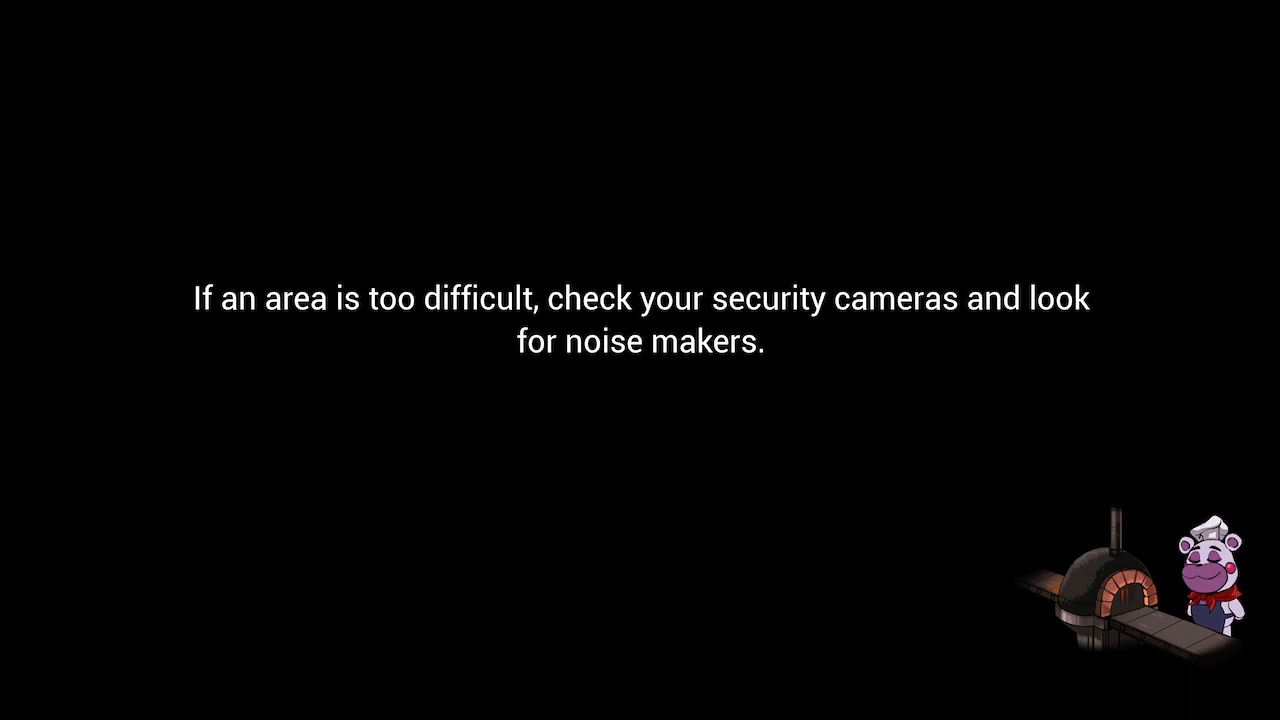 If an area is too difficult, check your security cameras and look
for noise makers.